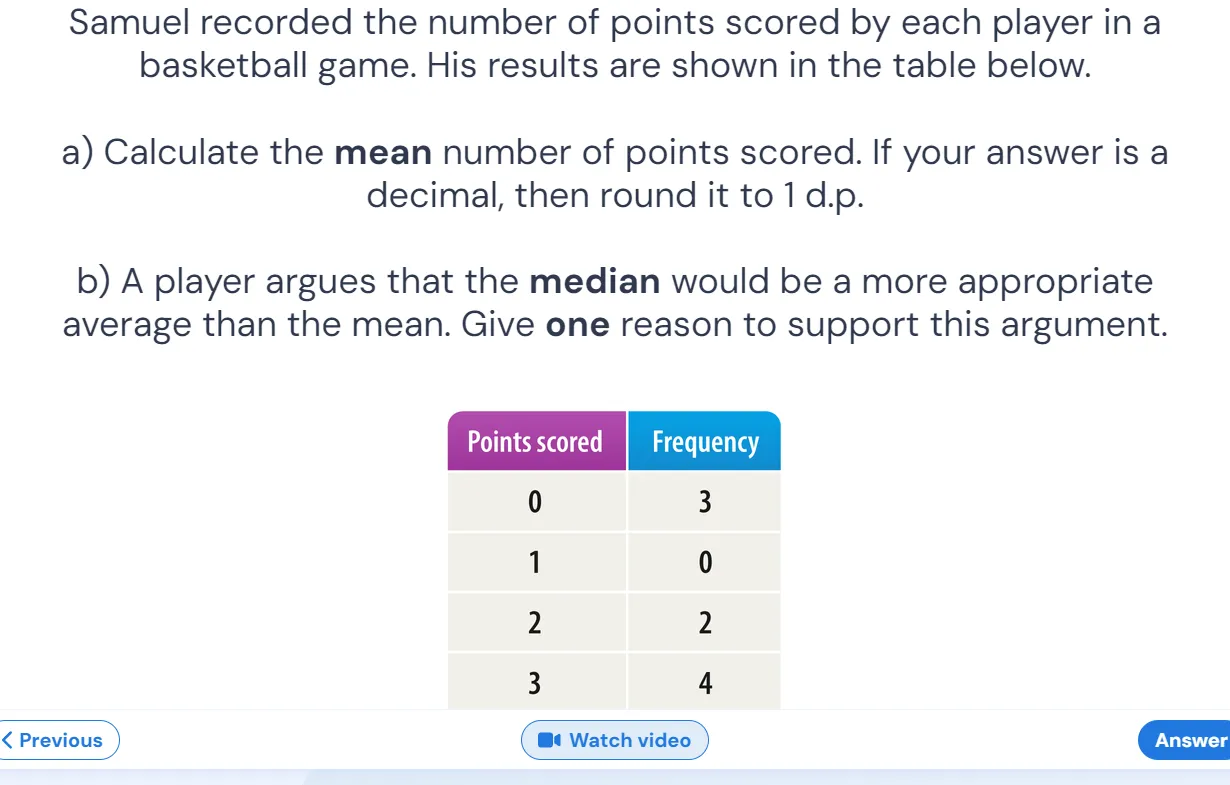 Samuel recorded the number of points scored by each player in a
basketball game. His results are shown in the table below.
a) Calculate the mean number of points scored. If your answer is a
decimal, then round it to 1 d.p.
b) A player argues that the median would be a more appropriate
average than the mean. Give one reason to support this argument.
Points scored Frequency
0 3
1 0
2 2
3 4
Previous Watch video Answer